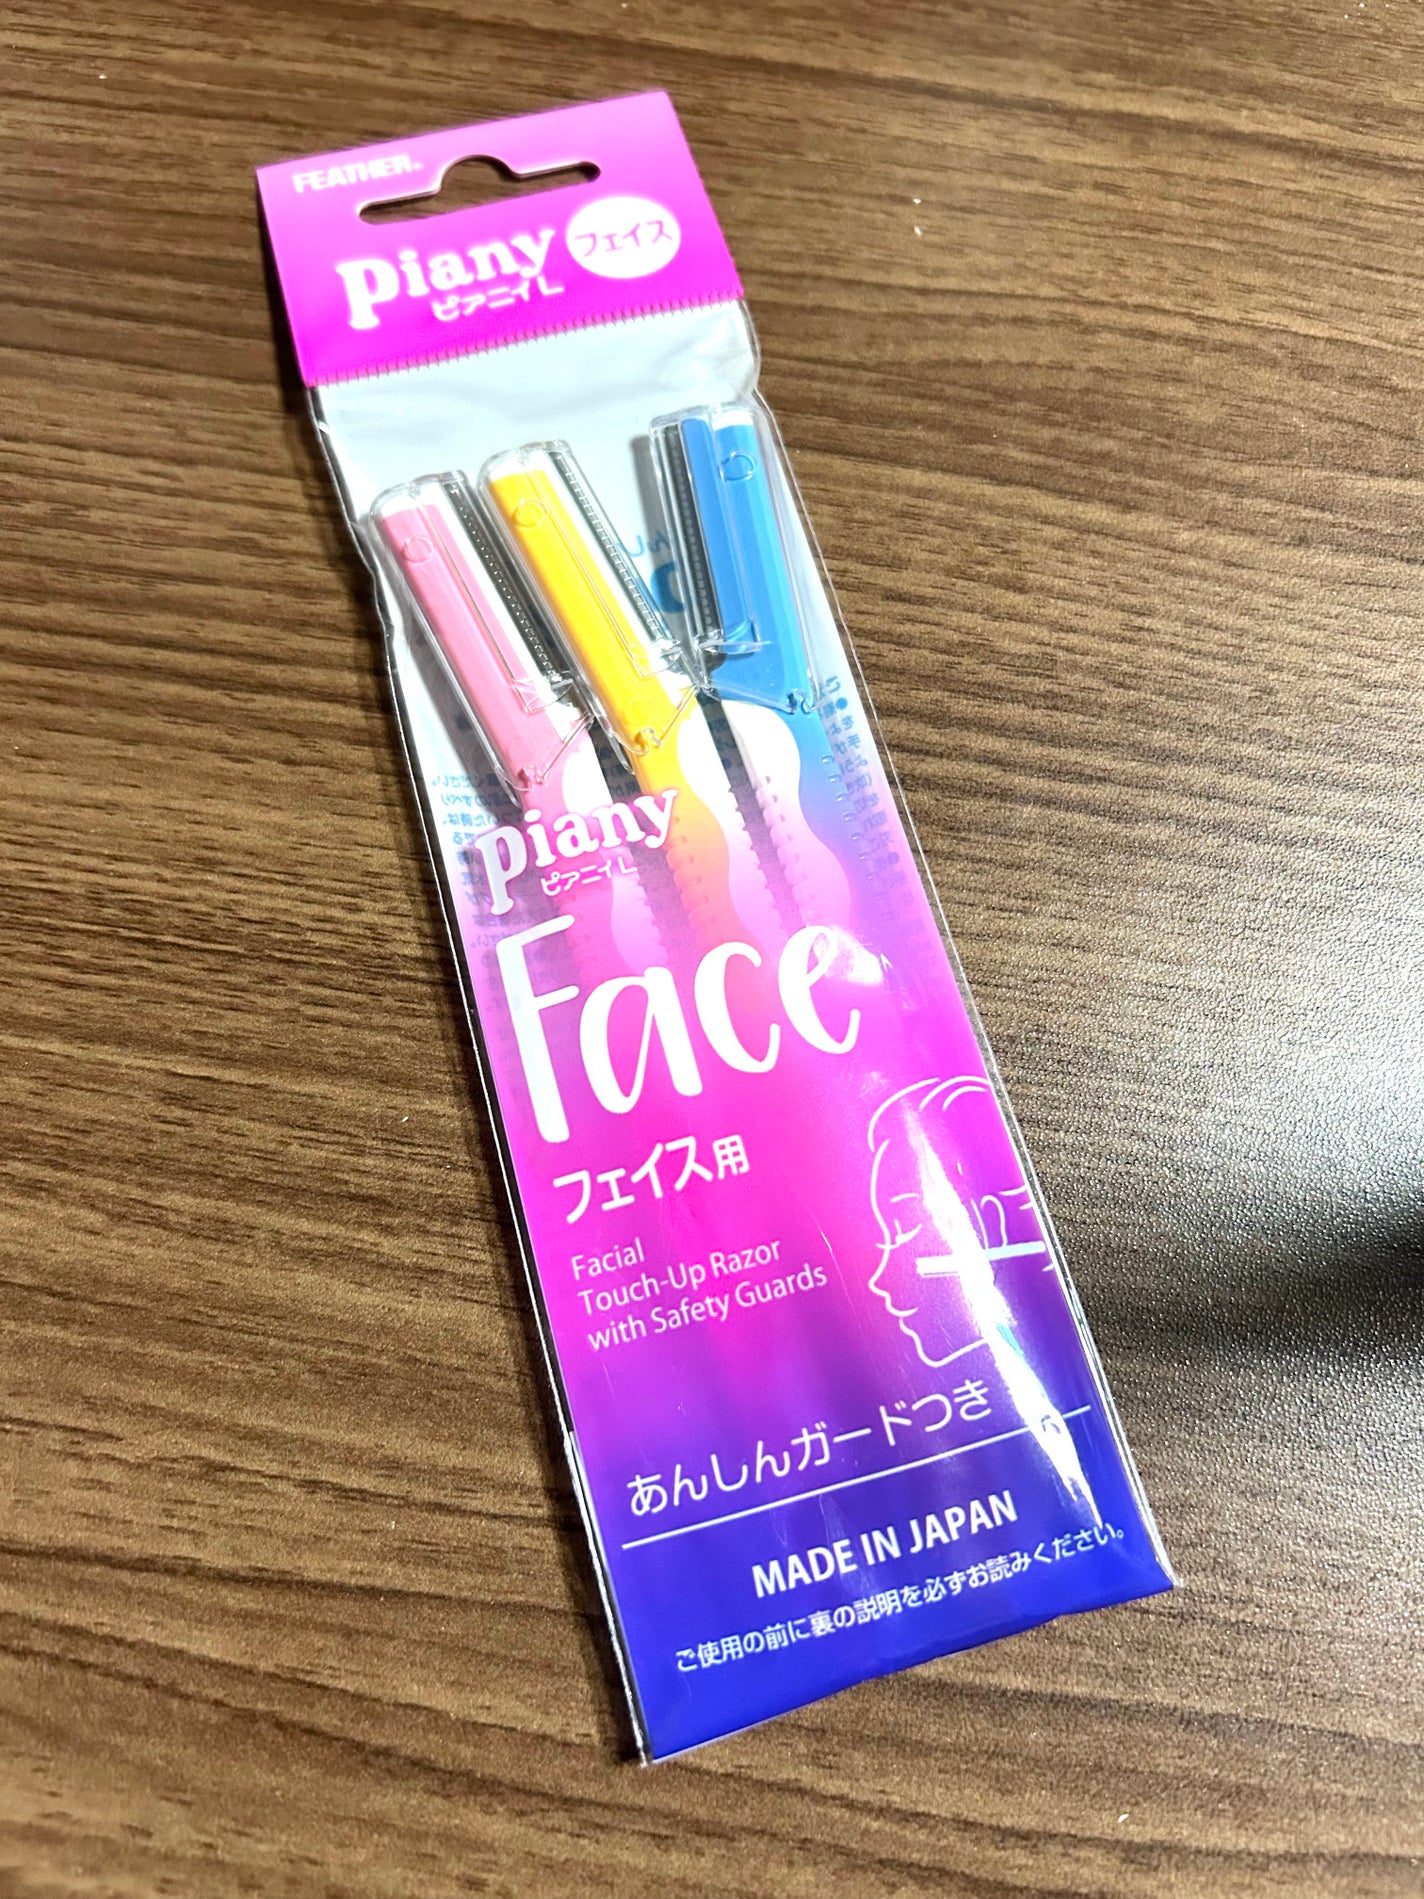 FEATHER®
Piany フェイス
ピアニィ L
Piany
ピアニィ L
Face
フェイス用
Facial
Touch-Up Razor
with Safety Guards
あんしんガードつき
MADE IN JAPAN
ご使用の前に裏の説明を必ずお読みください。